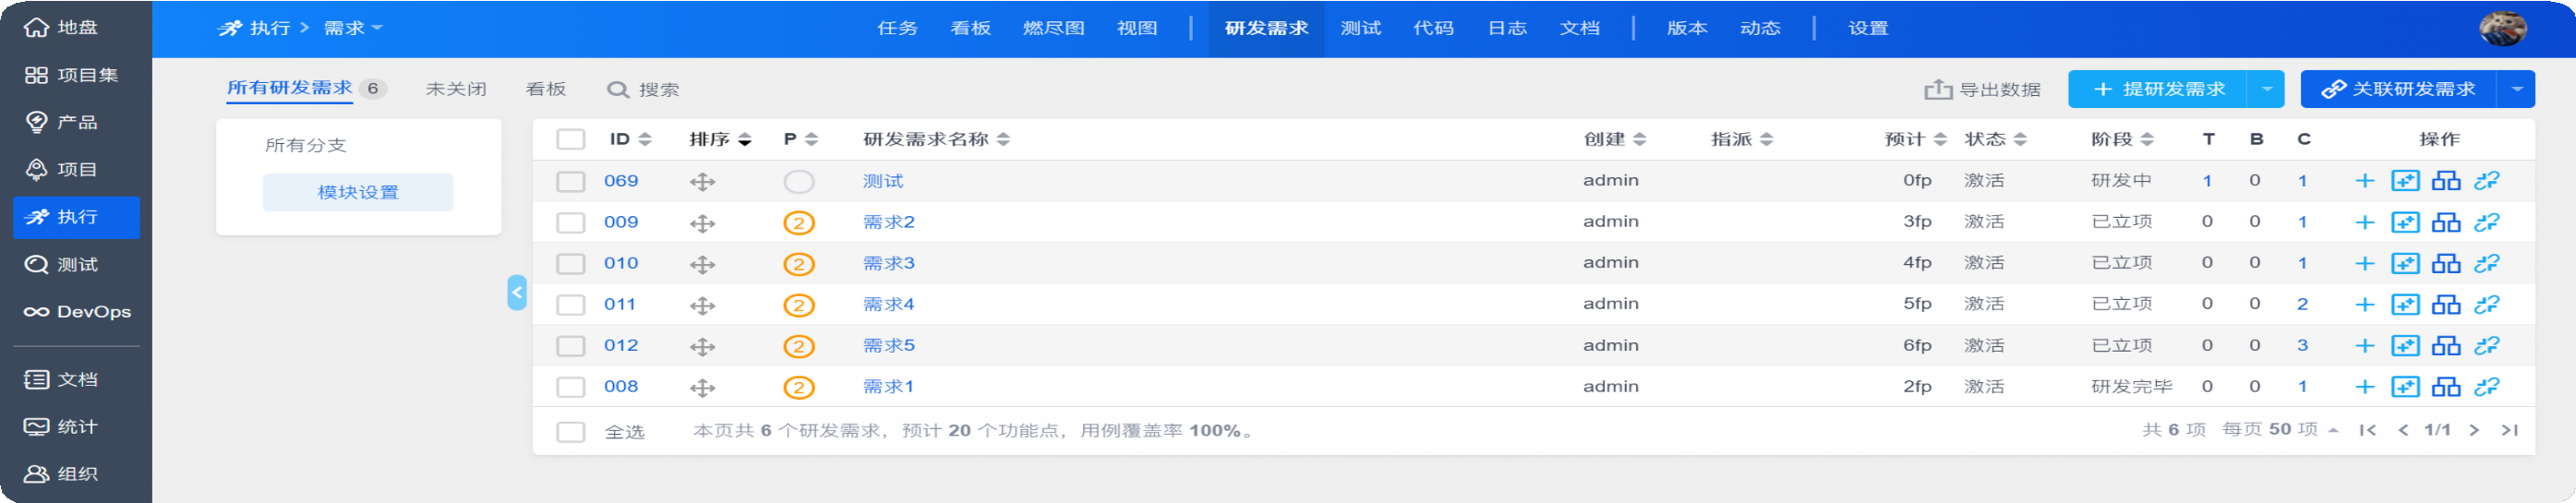 地盘
项目集
产品
项目
执行
测试
DevOps
文档
统计
组织
执行 > 需求
任务 看板 燃尽图 视图 | 研发需求 测试 代码 日志 文档 | 版本 动态 | 设置
所有研发需求 6 未关闭 看板 搜索
导出数据 + 提研发需求 关联研发需求
所有分支
模块设置
ID 排序 P 研发需求名称 创建 指派 预计 状态 阶段 T B C 操作
069 测试 admin 0fp 激活 研发中 1 0 1
009 2 需求2 admin 3fp 激活 已立项 0 0 1
010 2 需求3 admin 4fp 激活 已立项 0 0 1
011 2 需求4 admin 5fp 激活 已立项 0 0 2
012 2 需求5 admin 6fp 激活 已立项 0 0 3
008 2 需求1 admin 2fp 激活 研发完毕 0 0 1
全选 本页共 6 个研发需求，预计 20 个功能点，用例覆盖率 100%。 共 6 项 每页 50 项 1/1